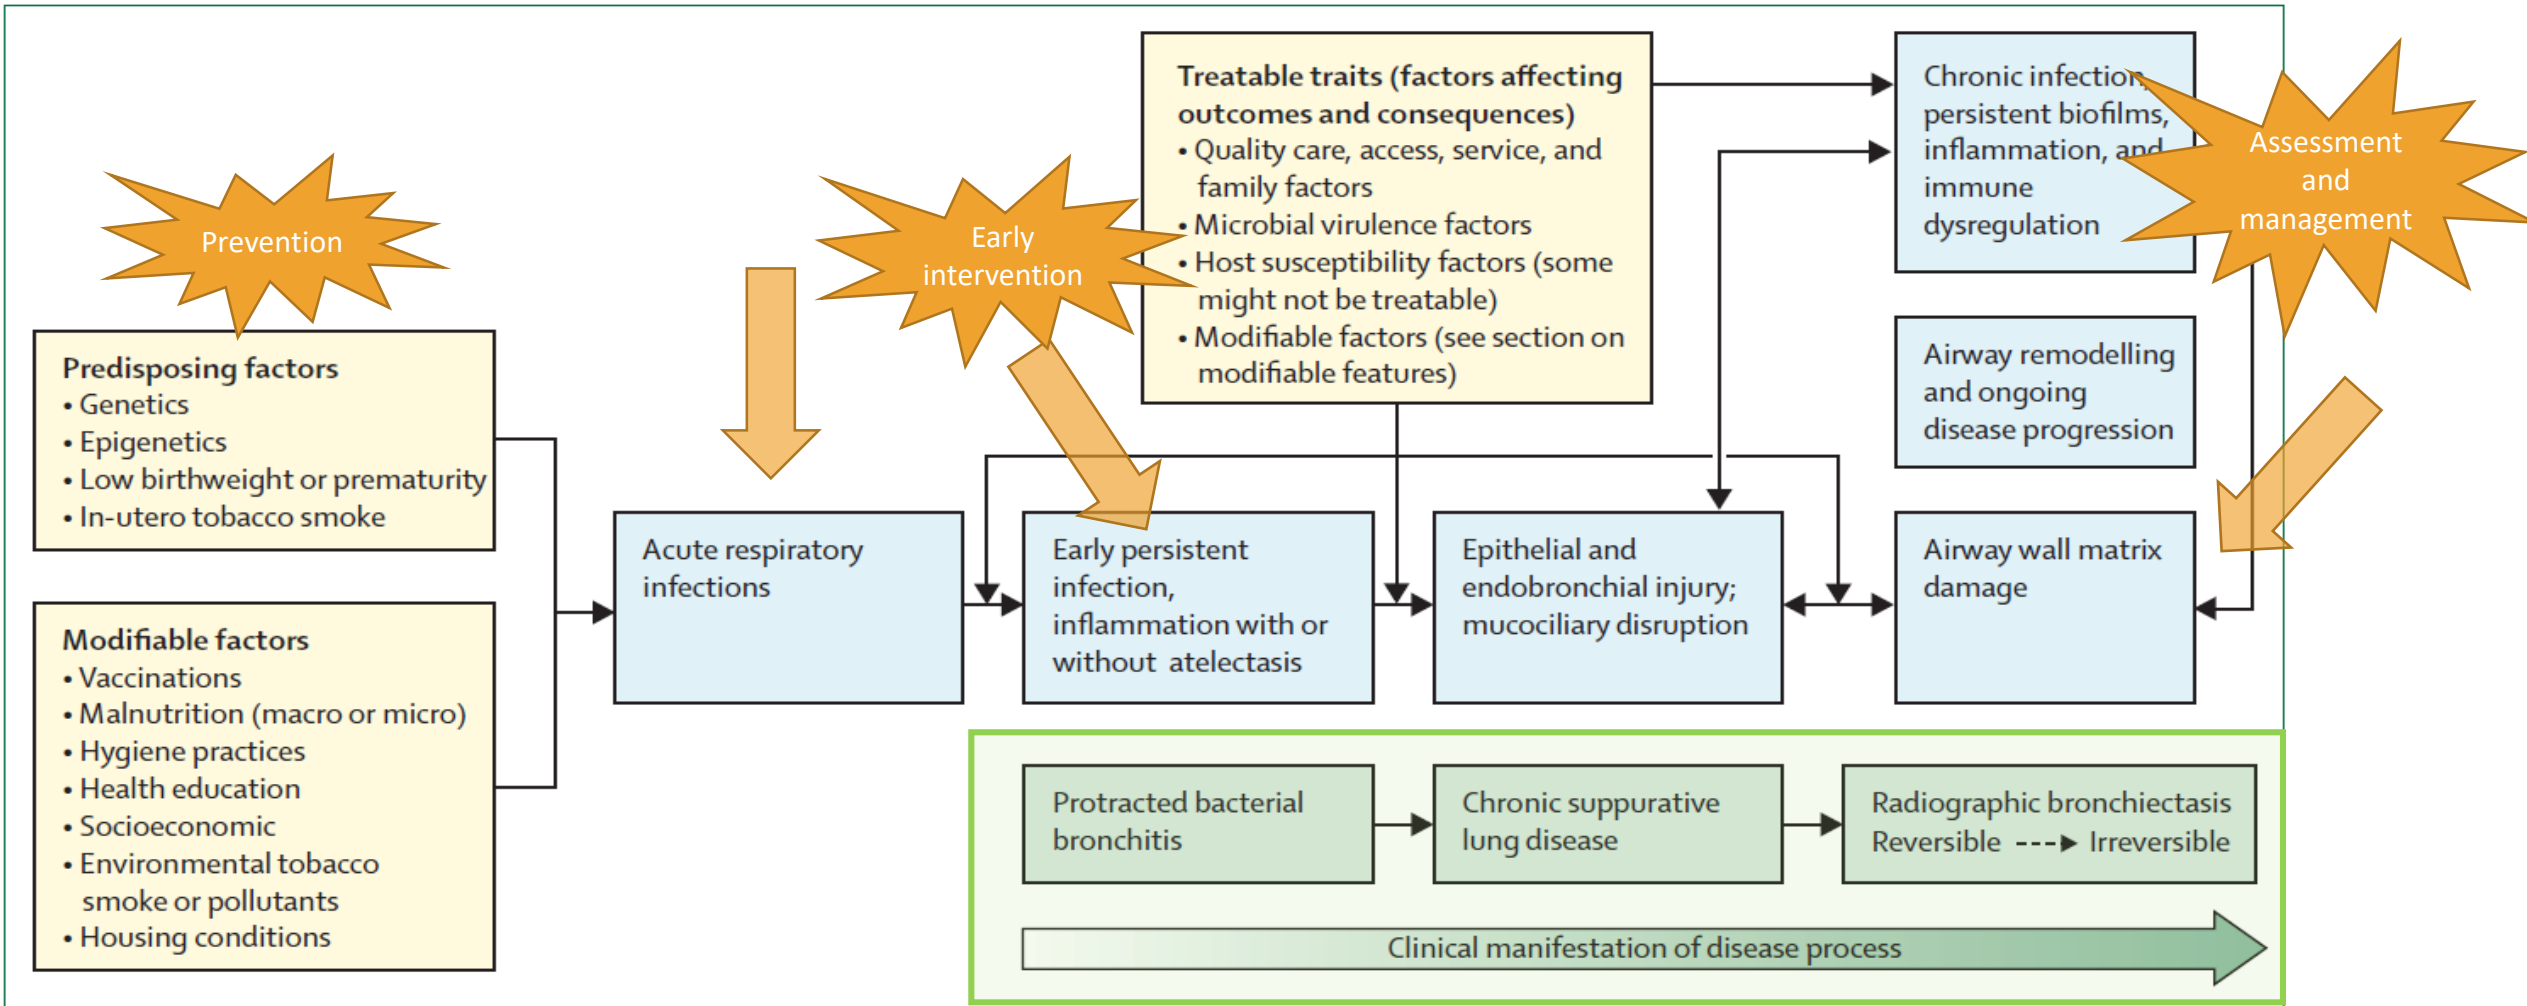 Prevention
Predisposing factors
• Genetics
• Epigenetics
• Low birthweight or prematurity
• In-utero tobacco smoke
Modifiable factors
• Vaccinations
• Malnutrition (macro or micro)
• Hygiene practices
• Health education
• Socioeconomic
• Environmental tobacco
smoke or pollutants
• Housing conditions
Acute respiratory
infections
Early
intervention
Treatable traits (factors affecting
outcomes and consequences)
• Quality care, access, service, and
family factors
• Microbial virulence factors
• Host susceptibility factors (some
might not be treatable)
• Modifiable factors (see section on
modifiable features)
Early persistent
infection,
inflammation with or
without atelectasis
Epithelial and
endobronchial injury;
mucociliary disruption
Chronic infection,
persistent biofilms,
inflammation, and
immune
dysregulation
Assessment
and
management
Airway remodelling
and ongoing
disease progression
Airway wall matrix
damage
Protracted bacterial
bronchitis
Chronic suppurative
lung disease
Radiographic bronchiectasis
Reversible ---▸ Irreversible
Clinical manifestation of disease process